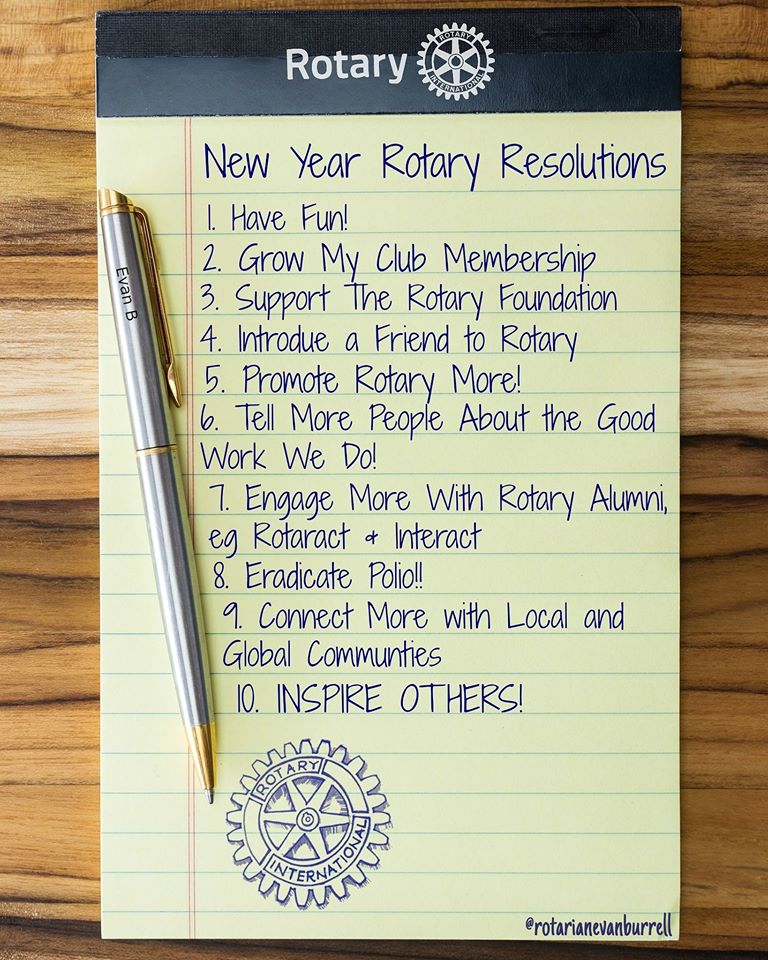 Rotary
ROTARY
INTERNATIONAL
New Year Rotary Resolutions
1. Have Fun!
2. Grow My Club Membership
3. Support The Rotary Foundation
4. Introdue a Friend to Rotary
5. Promote Rotary More!
6. Tell More People About the Good
Work We Do!
7. Engage More With Rotary Alumni,
eg Rotaract & Interact
8. Eradicate Polio!!
9. Connect More with Local and
Global Communties
10. INSPIRE OTHERS!
Evan B
ROTARY
INTERNATIONAL
@rotarianevanburrell